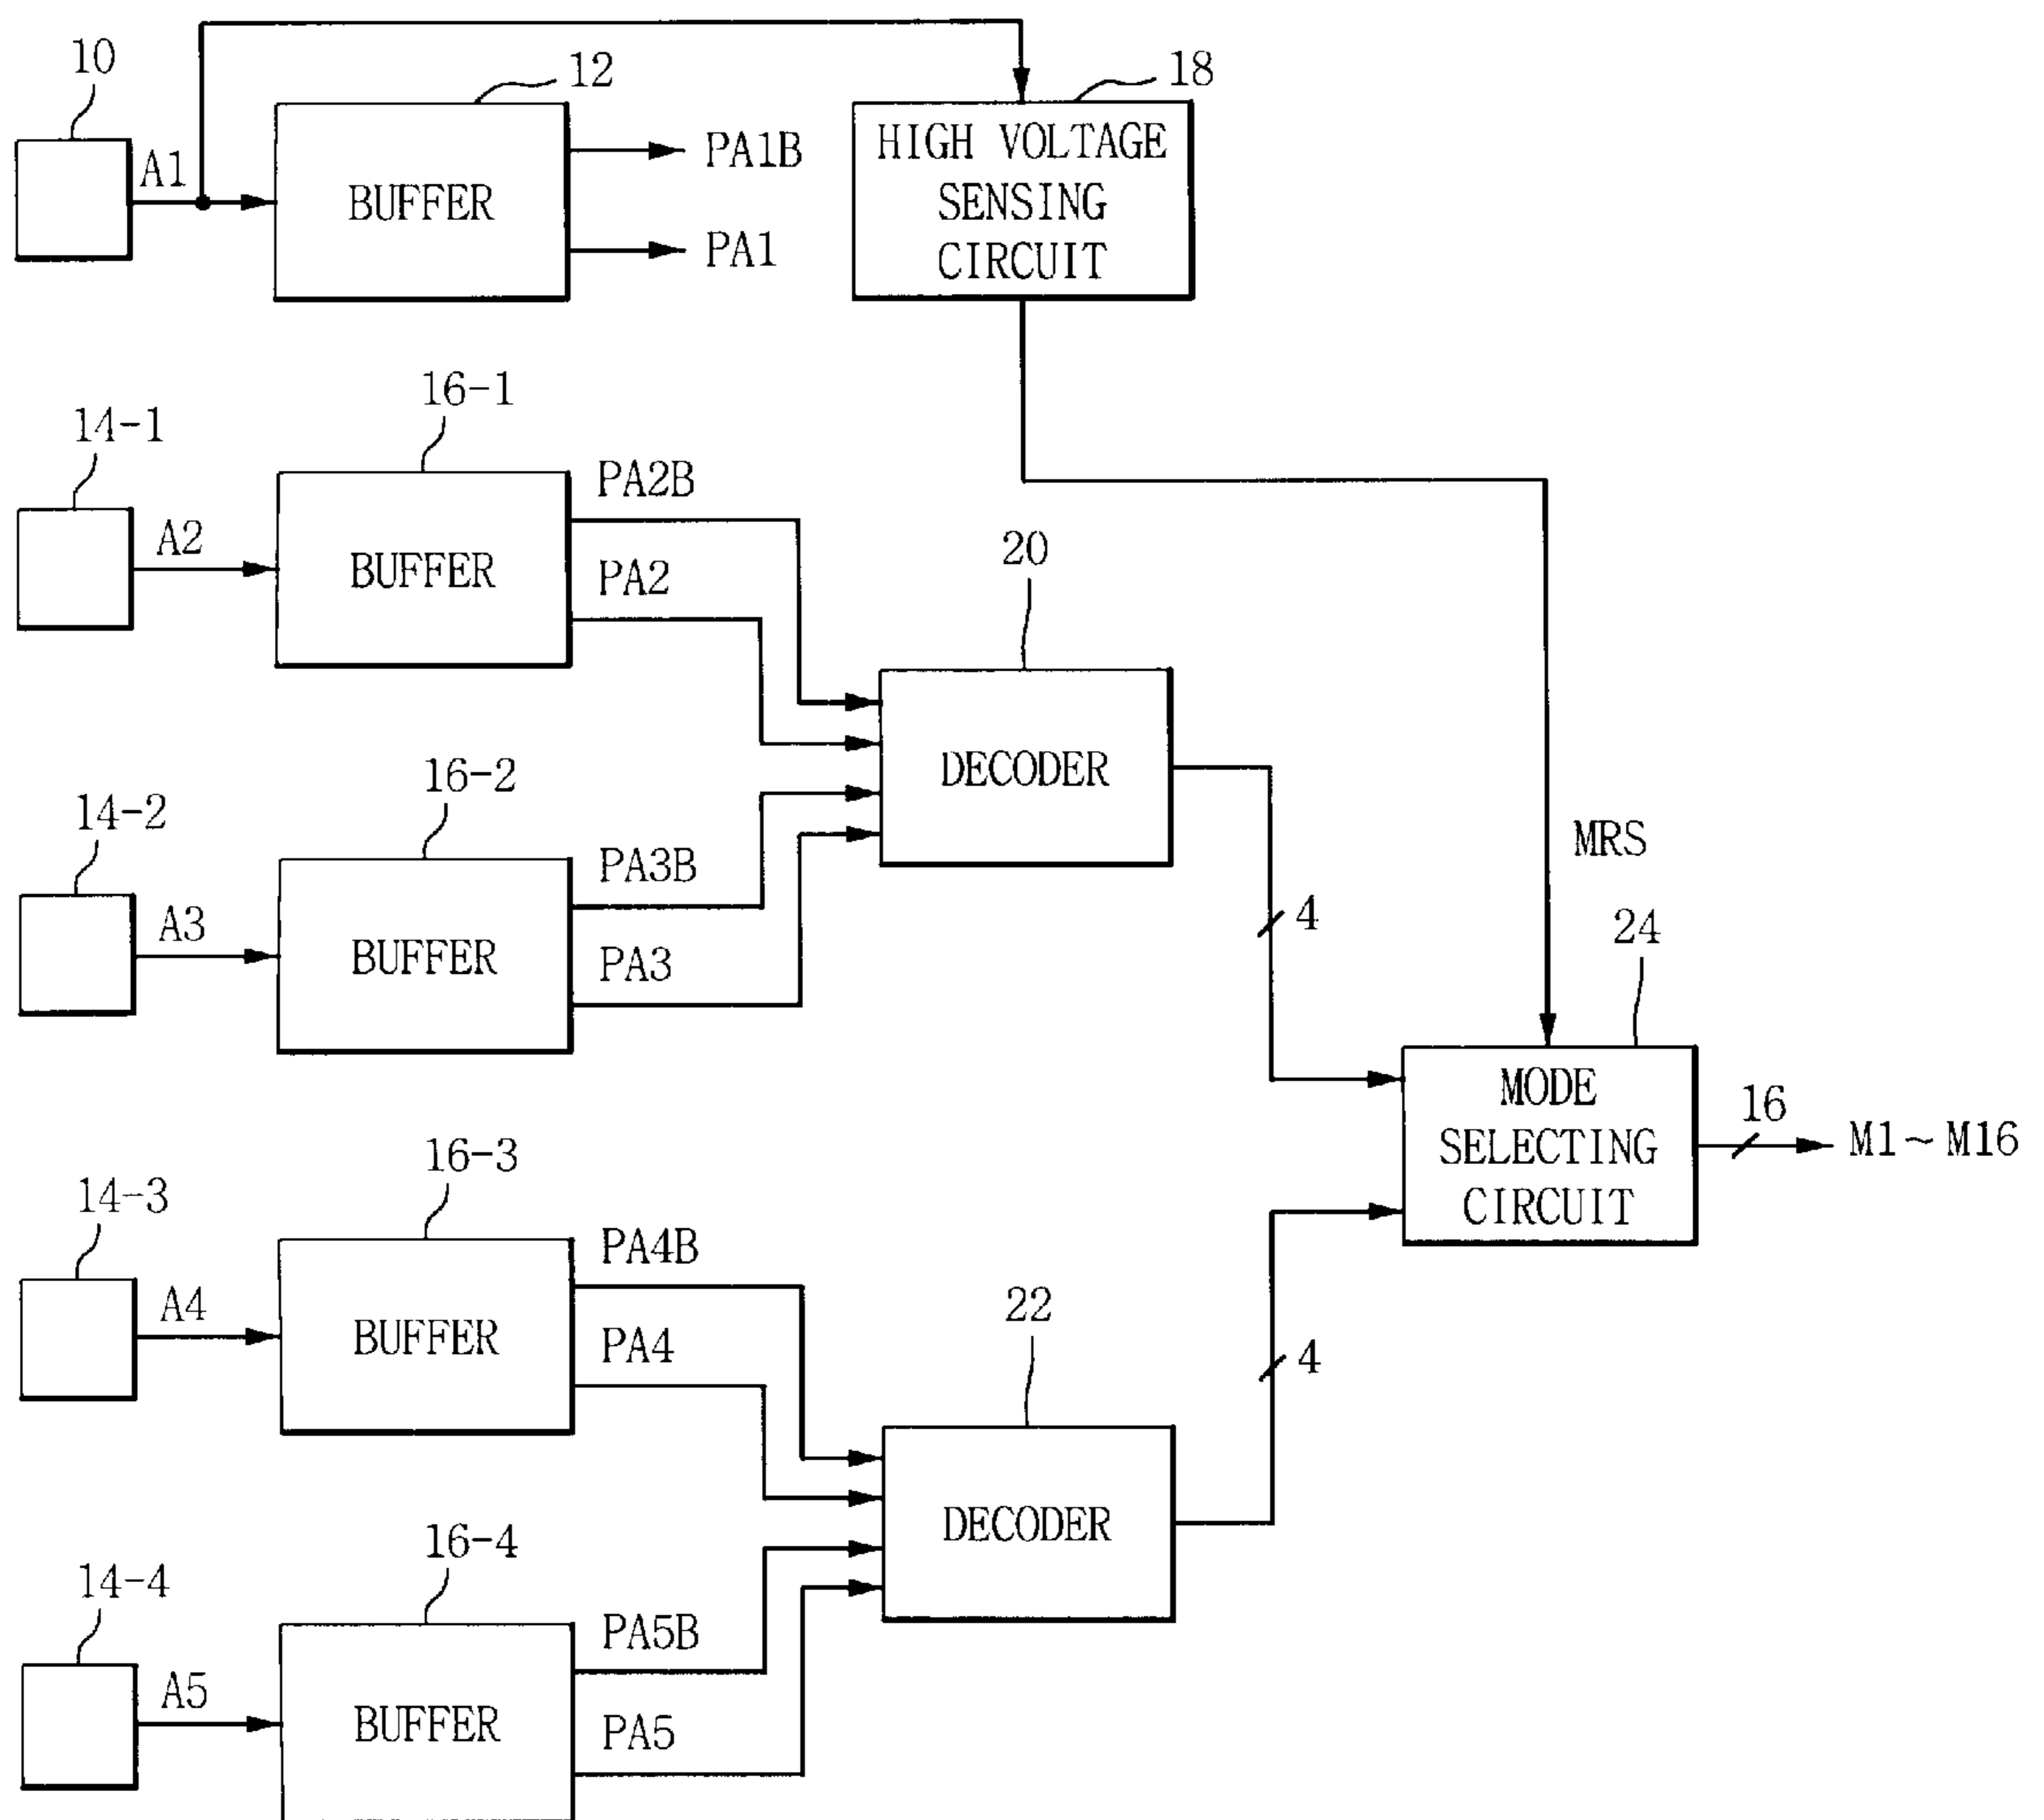 10
12
18
A1
BUFFER
PA1B
PA1
HIGH VOLTAGE
SENSING
CIRCUIT
14-1
16-1
A2
BUFFER
PA2B
PA2
20
DECODER
14-2
16-2
A3
BUFFER
PA3B
PA3
4
MRS
24
MODE
SELECTING
CIRCUIT
16
M1~M16
14-3
16-3
A4
BUFFER
PA4B
PA4
22
DECODER
4
14-4
16-4
A5
BUFFER
PA5B
PA5